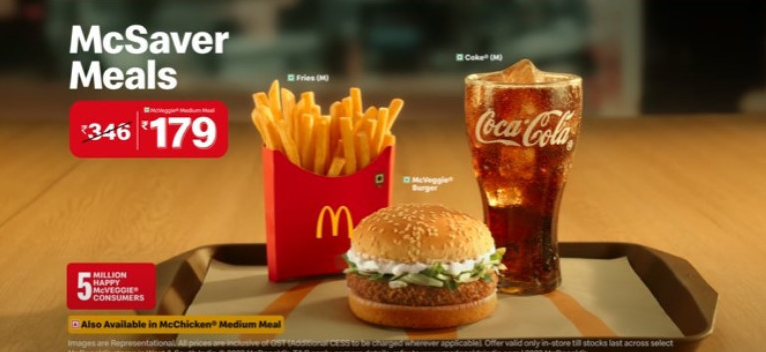 McSaver
Meals
₹346
McVeggie® Medium Meal
₹179
Fries (M)
Coke® (M)
Coca-Cola®
McVeggie®
Burger
5 MILLION
HAPPY
McVEGGIE®
CONSUMERS
Also Available in McChicken® Medium Meal
Images are Representational. All prices are inclusive of GST (Additional CESS to be charged wherever applicable). Offer valid only in-store till stocks last across select